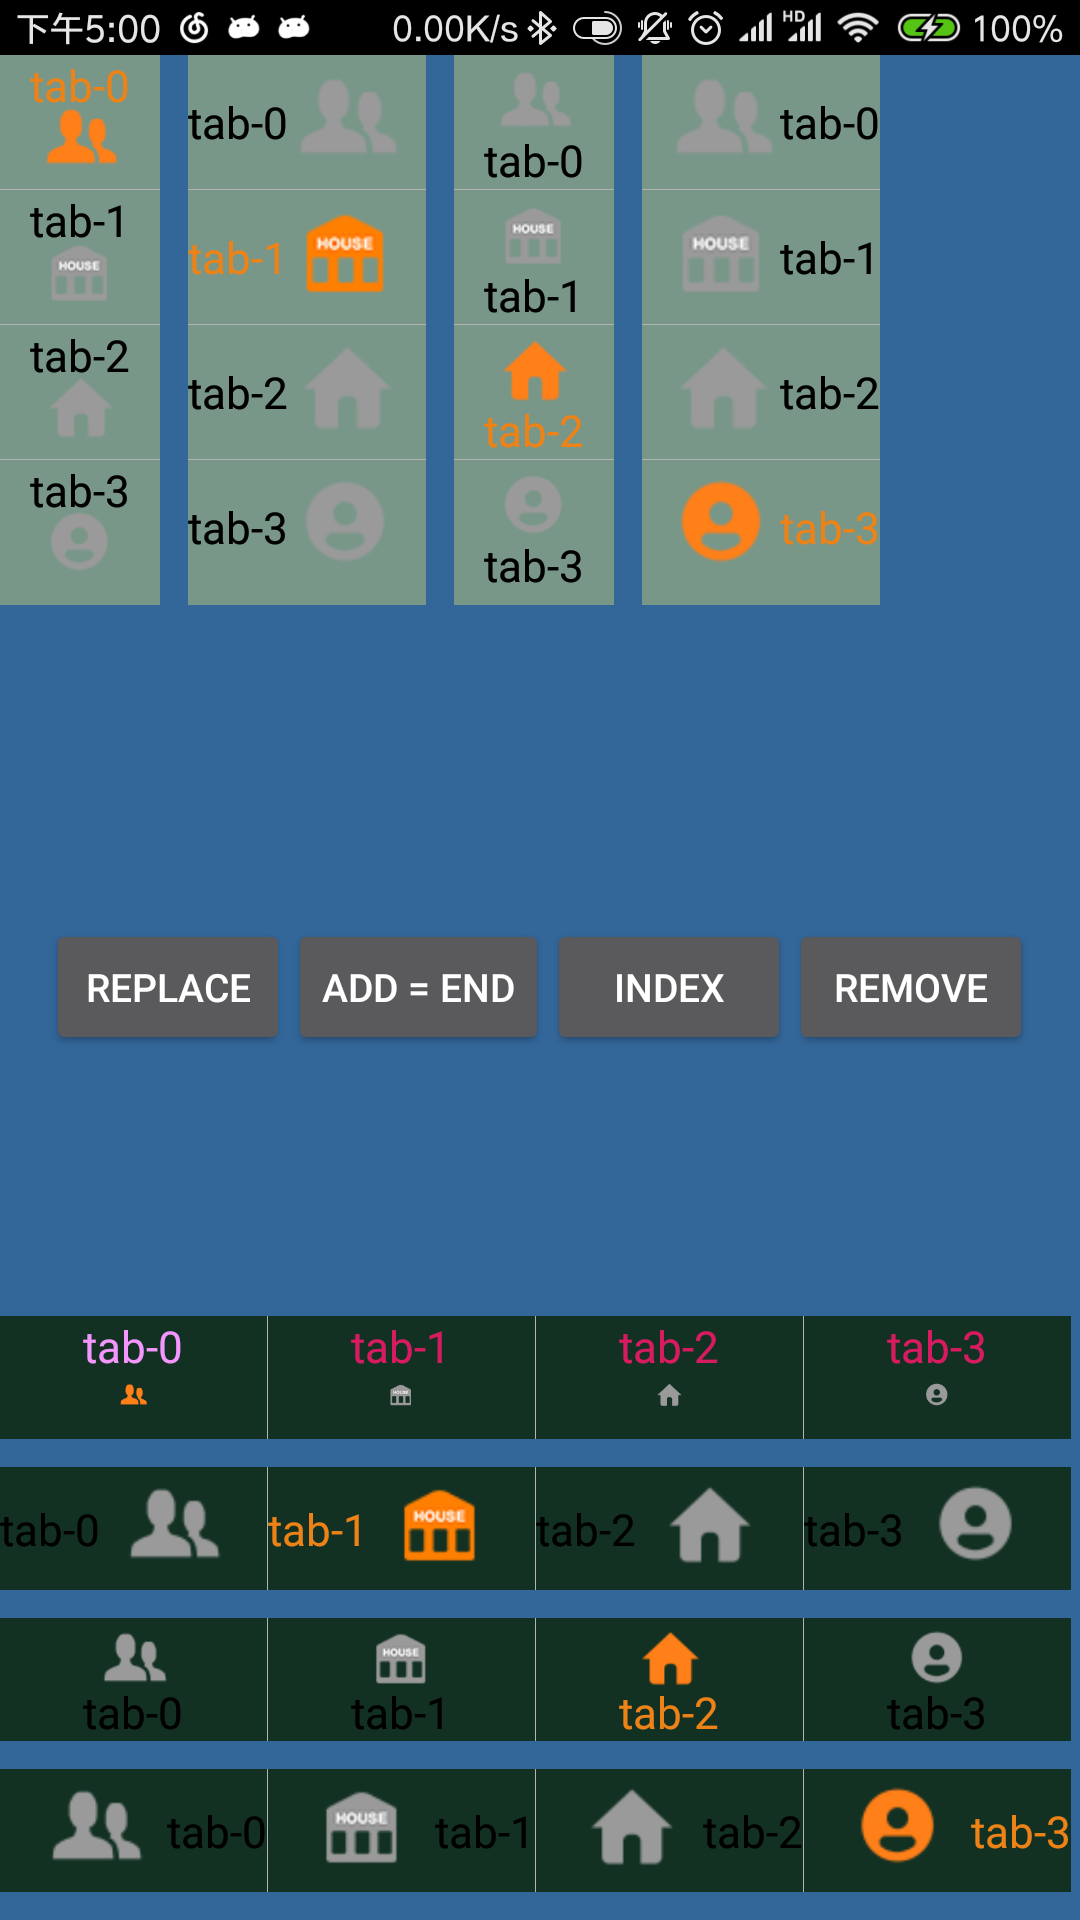 下午5:00 0.00K/s HD 100%
tab-0 tab-0 tab-0 tab-0
tab-1 HOUSE tab-1 HOUSE HOUSE tab-1 HOUSE tab-1
tab-2 tab-2 tab-2 tab-2
tab-3 tab-3 tab-3 tab-3
REPLACE ADD = END INDEX REMOVE
tab-0 tab-1 tab-2 tab-3
HOUSE
tab-0 tab-1 HOUSE tab-2 tab-3
HOUSE
tab-0 tab-1 tab-2 tab-3
tab-0 HOUSE tab-1 tab-2 tab-3